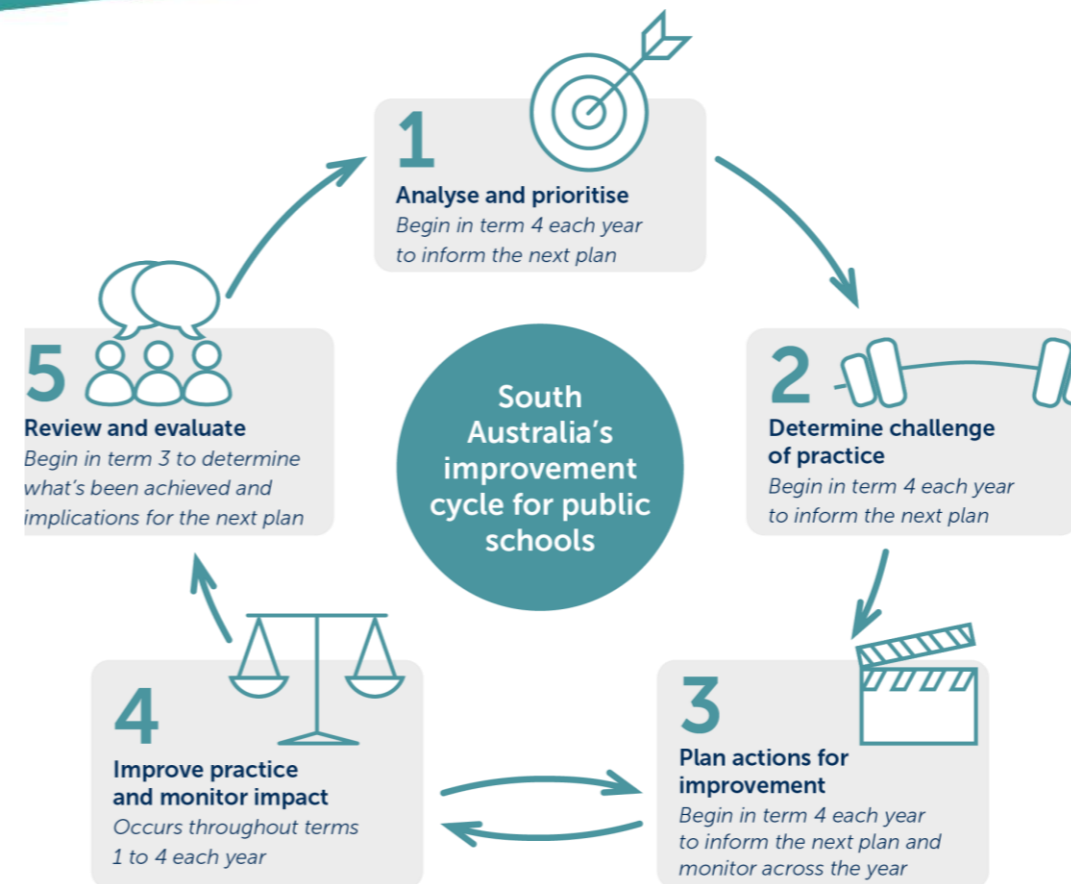 1
Analyse and prioritise
Begin in term 4 each year
to inform the next plan
2
Determine challenge
of practice
Begin in term 4 each year
to inform the next plan
3
Plan actions for
improvement
Begin in term 4 each year
to inform the next plan and
monitor across the year
4
Improve practice
and monitor impact
Occurs throughout terms
1 to 4 each year
5
Review and evaluate
Begin in term 3 to determine
what's been achieved and
implications for the next plan
South
Australia's
improvement
cycle for public
schools